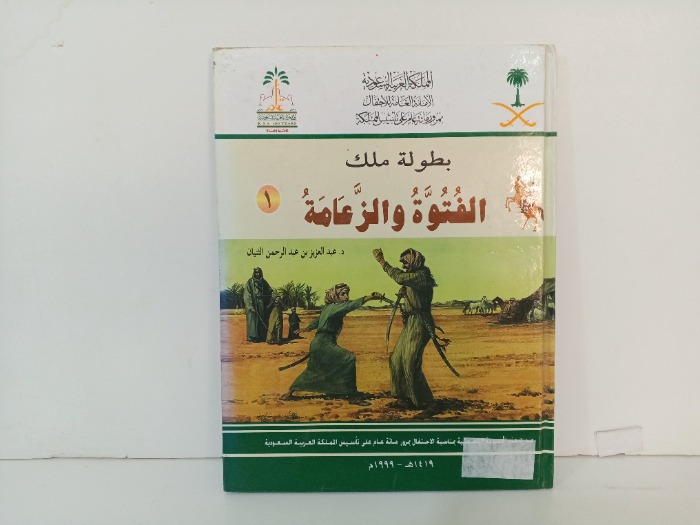 المملكة العربية السعودية
الأمانة العامة للاحتفال
بمرور مائة عام على تأسيس المملكة
بطولة ملك
الفُتُوَّةُ والزَّعَامَةُ
١
د. عبد العزيز بن عبد الرحمن الثنيان
بمناسبة الاحتفال بمرور مائة عام على تأسيس المملكة العربية السعودية
١٤١٩هـ - ١٩٩٩م